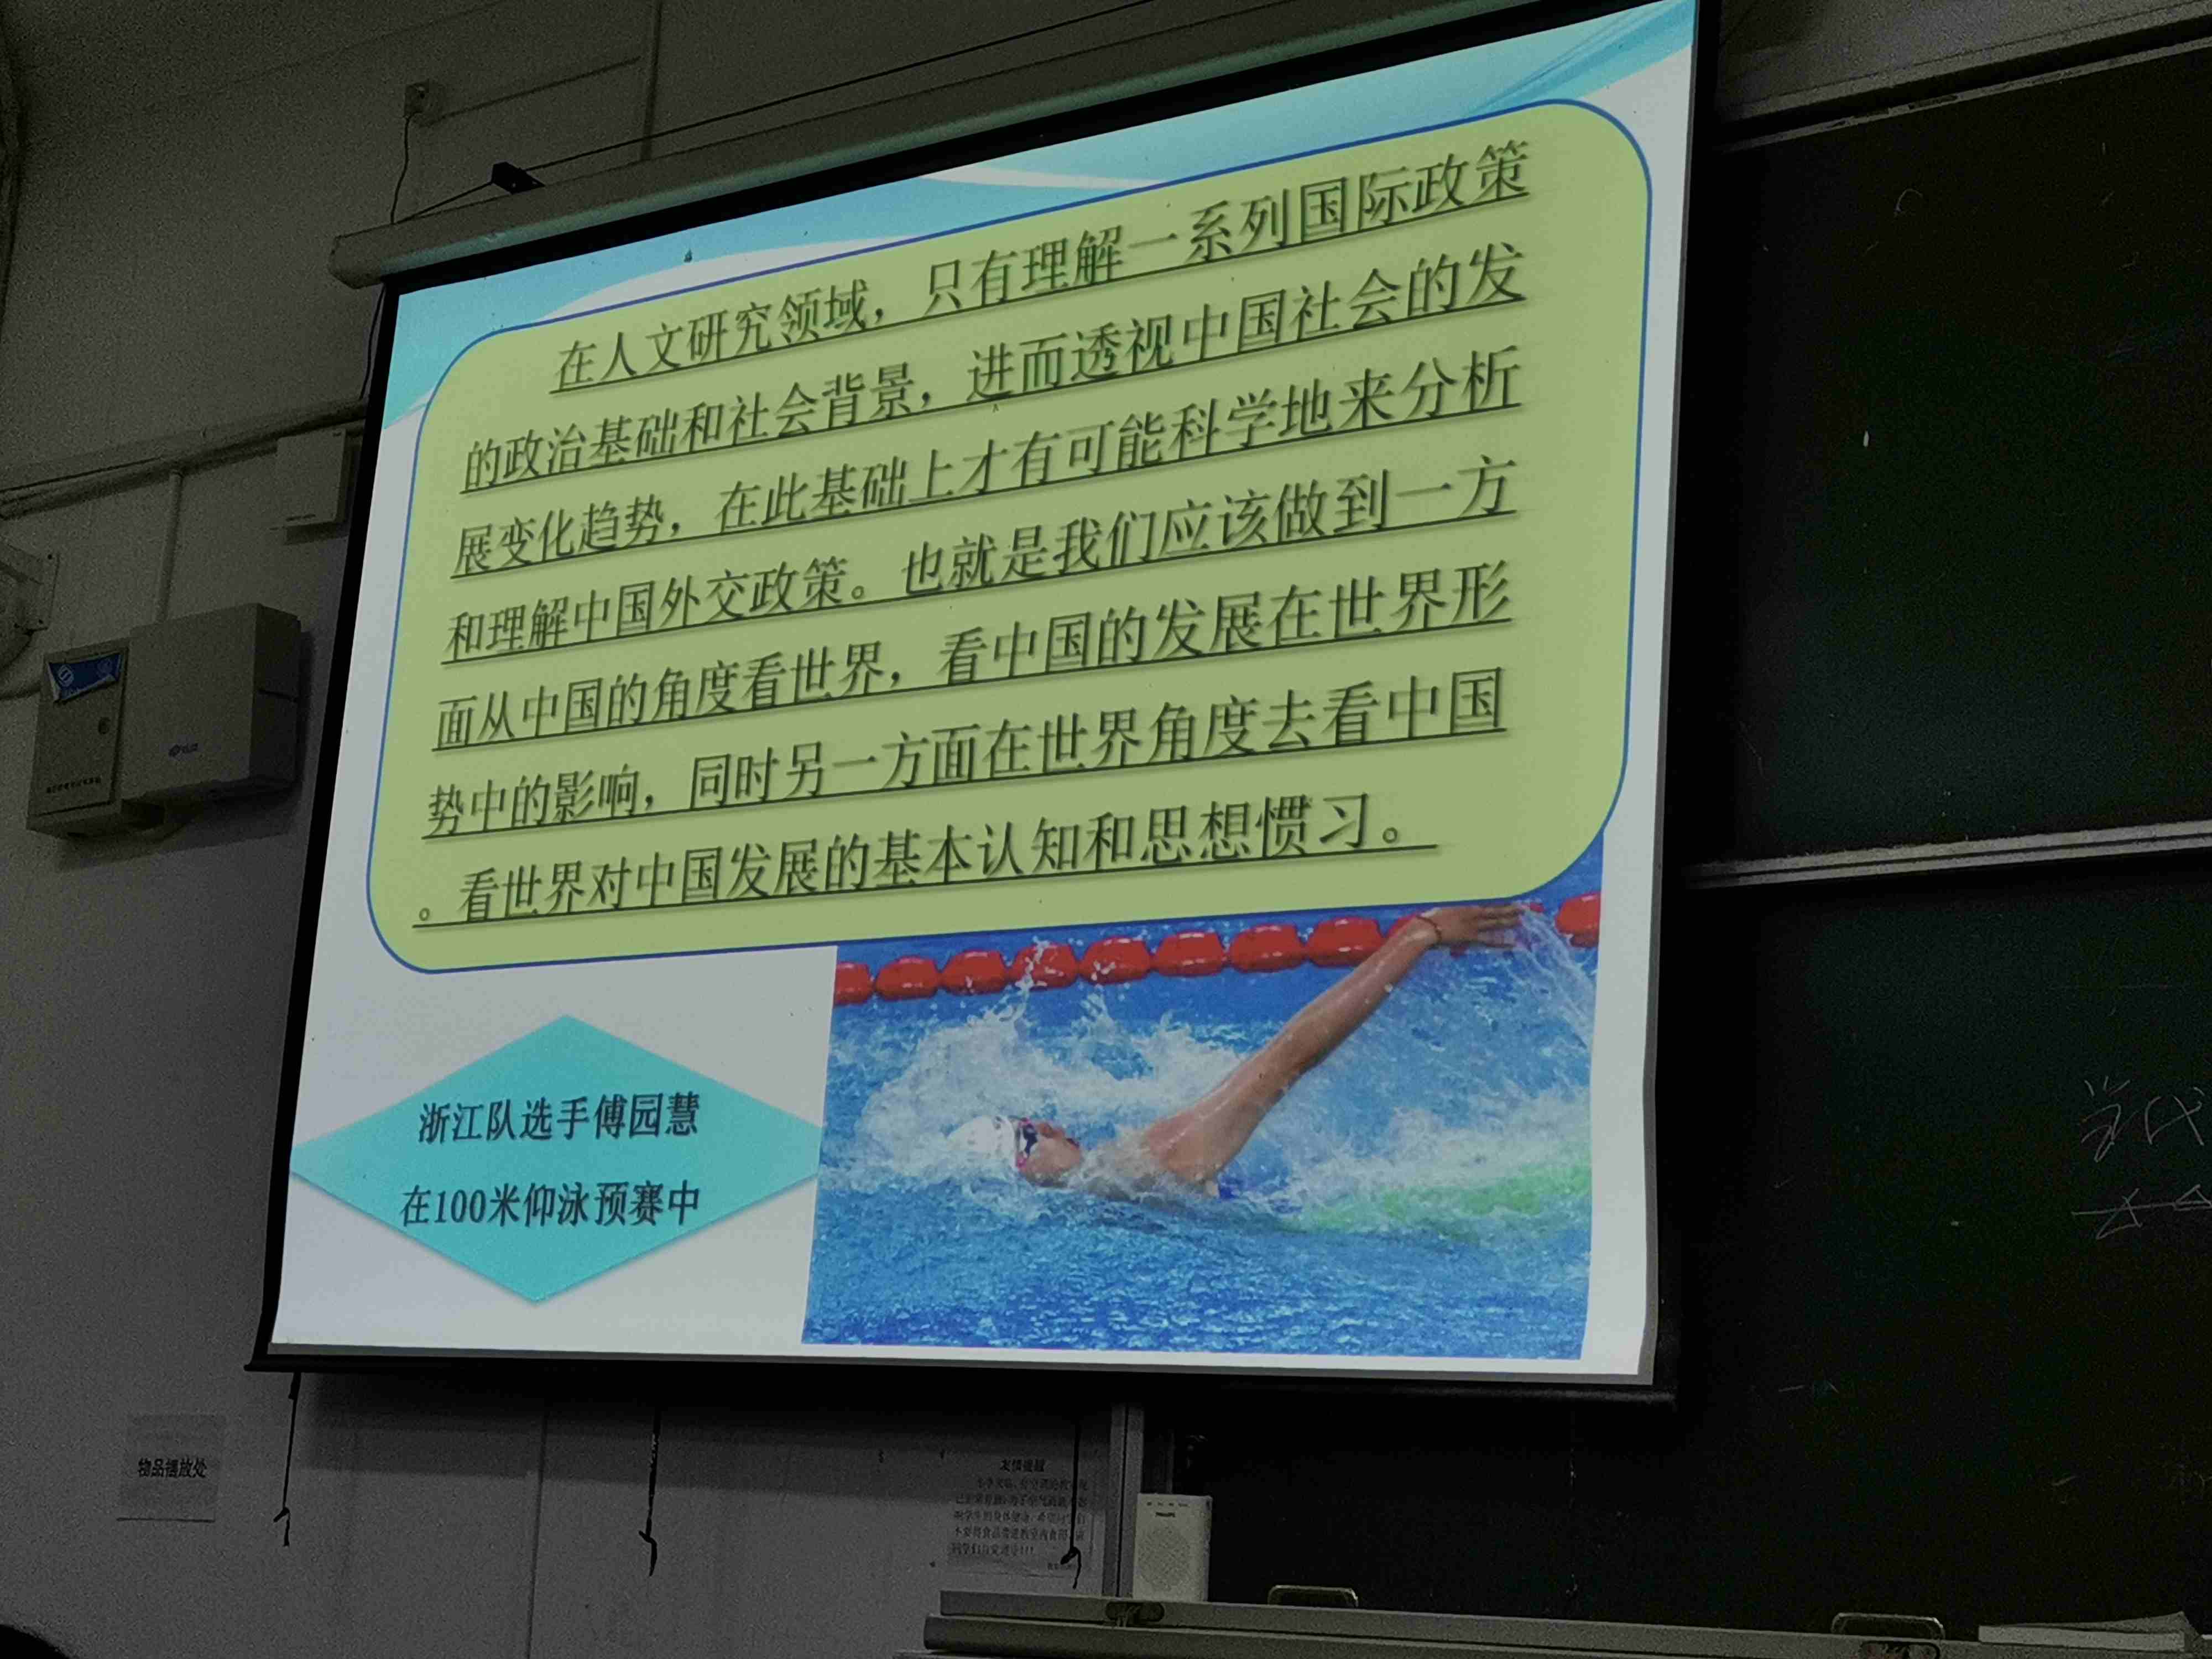 在人文研究领域，只有理解一系列国际政策
的政治基础和社会背景，进而透视中国社会的发
展变化趋势，在此基础上才有可能科学地来分析
和理解中国外交政策。也就是我们应该做到一方
面从中国的角度看世界，看中国的发展在世界形
势中的影响，同时另一方面在世界角度去看中国
。看世界对中国发展的基本认知和思想惯习。
浙江队选手傅园慧
在100米仰泳预赛中
当代
物品摆放处
友情提醒
PHILIPS